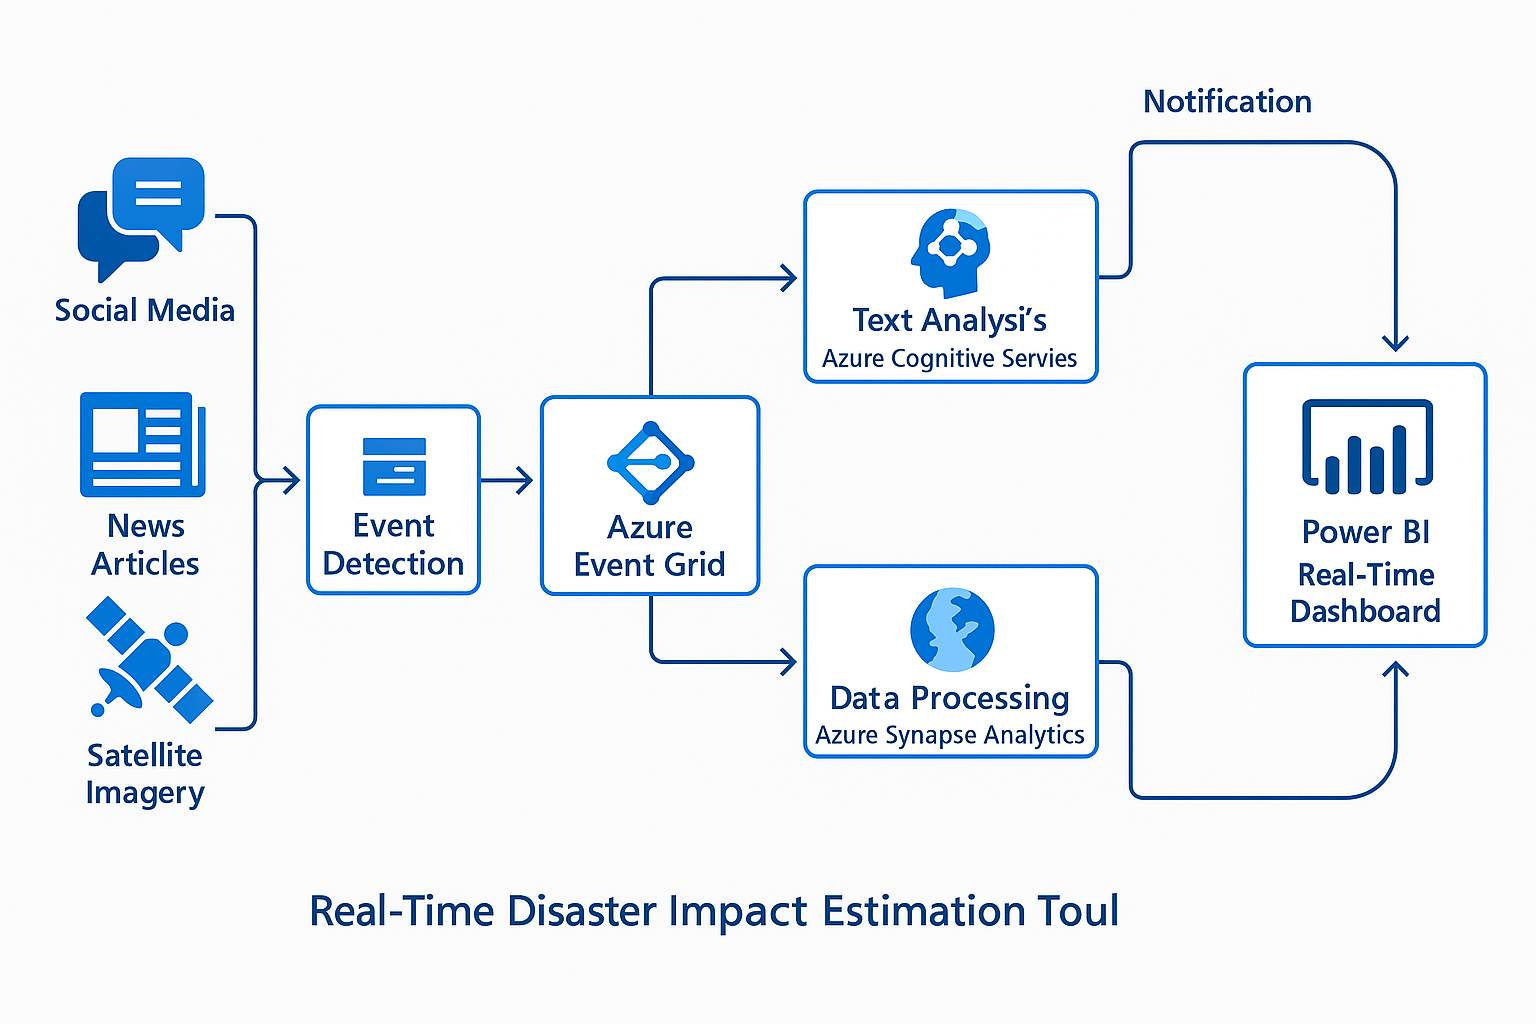 Notification
Social Media
News
Articles
Satellite
Imagery
Event
Detection
Azure
Event Grid
Text Analysi's
Azure Cognitive Servies
Data Processing
Azure Synapse Analytics
Power BI
Real-Time
Dashboard
Real-Time Disaster Impact Estimation Toul